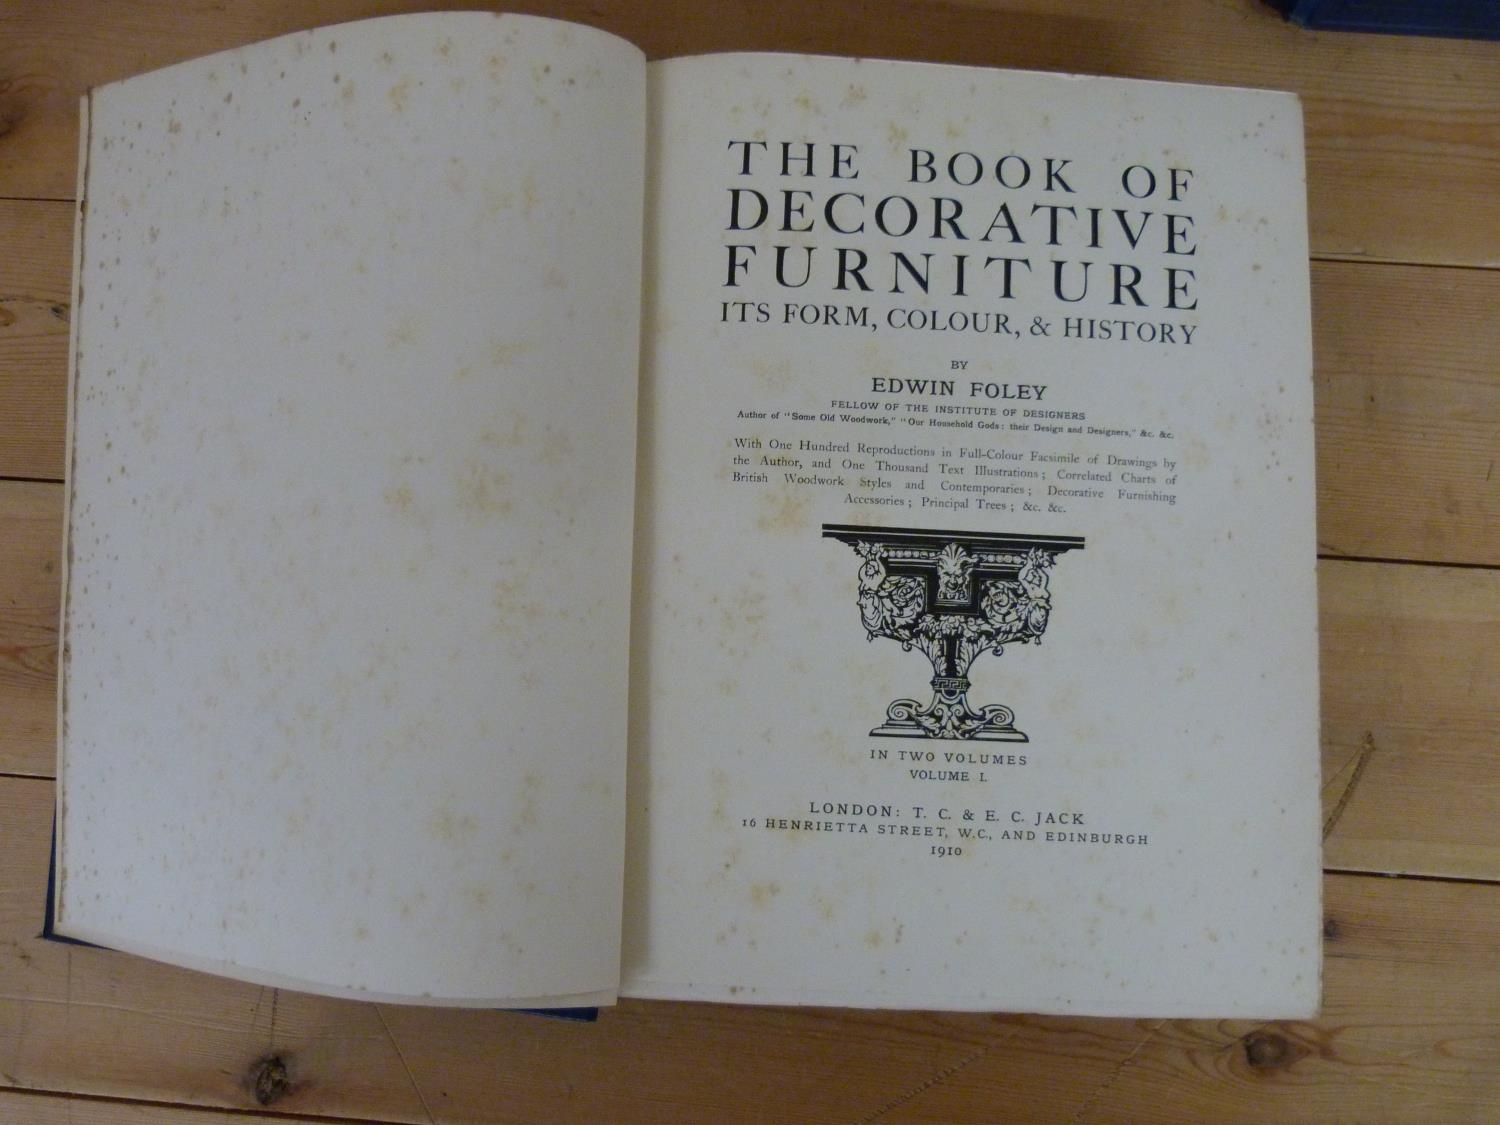 THE BOOK OF
DECORATIVE
FURNITURE
ITS FORM, COLOUR, & HISTORY
BY
EDWIN FOLEY
FELLOW OF THE INSTITUTE OF DESIGNERS
Author of "Some Old Woodwork," "Our Household Gods: their Design and Designers," &c. &c.
With One Hundred Reproductions in Full-Colour Facsimile of Drawings by
the Author, and One Thousand Text Illustrations; Correlated Charts of
British Woodwork Styles and Contemporaries; Decorative Furnishing
Accessories; Principal Trees; &c. &c.
IN TWO VOLUMES
VOLUME I.
LONDON: T. C. & E. C. JACK
16 HENRIETTA STREET, W.C., AND EDINBURGH
1910